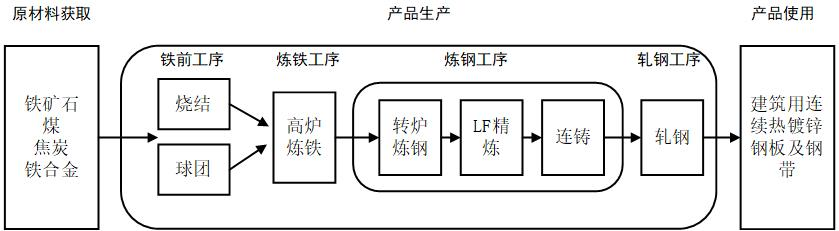 原材料获取
产品生产
产品使用
铁前工序
炼铁工序
炼钢工序
轧钢工序
铁矿石
煤
焦炭
铁合金
烧结
球团
高炉
炼铁
转炉
炼钢
LF精
炼
连铸
轧钢
建筑用连
续热镀锌
钢板及钢
带